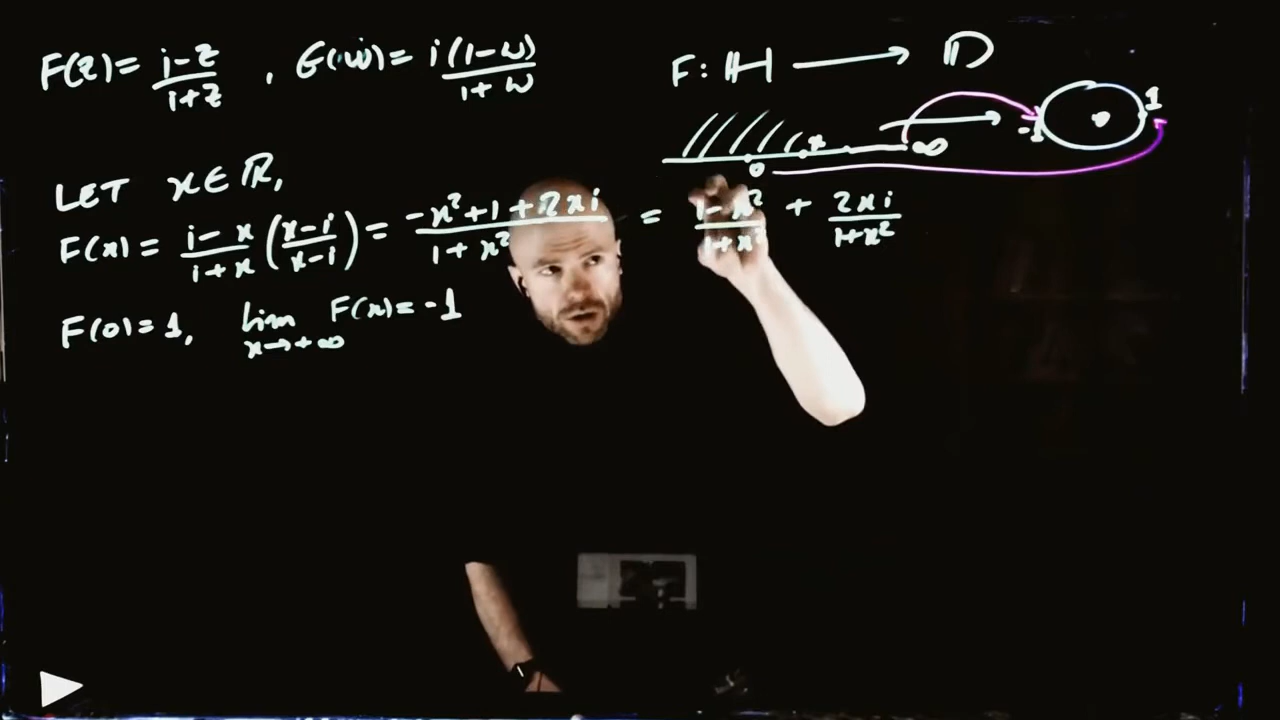 F(z) = (i-z)/(i+z) , G(w) = i(1-w)/(1+w)
F: ℍ ⟶ 𝔻
x ∞ -1 1
0
LET x ∈ ℝ,
F(x) = (i-x)/(i+x) ((x-i)/(x-i)) = (-x²+1+2xi)/(1+x²) = (1-x²)/(1+x²) + 2xi/(1+x²)
F(0) = 1, lim x→+∞ F(x) = -1